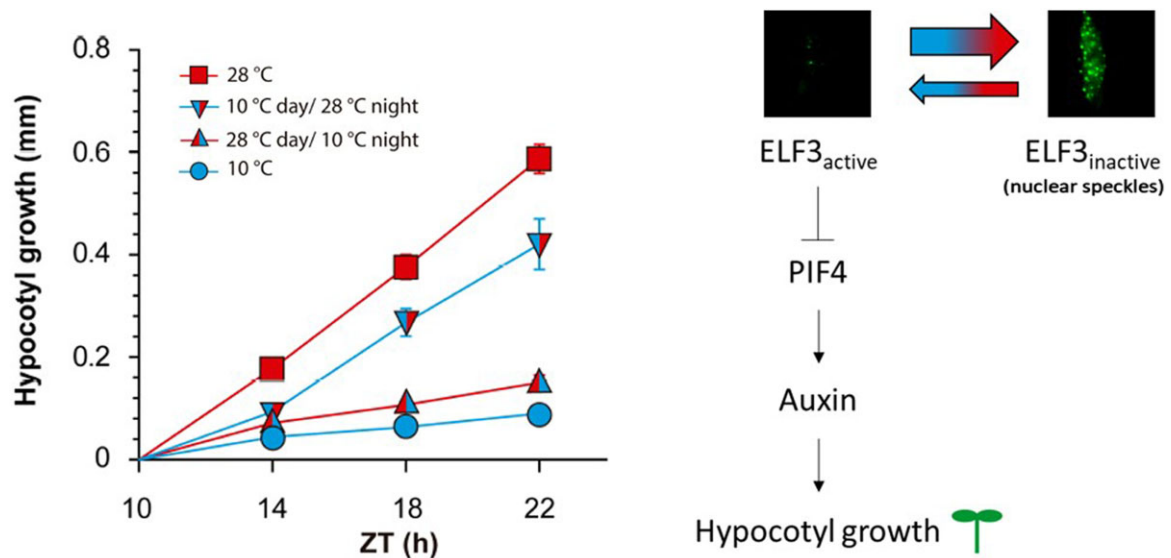 0.8
0.6
0.4
0.2
0
Hypocotyl growth (mm)
28 °C
10 °C day/ 28 °C night
28 °C day/ 10 °C night
10 °C
10
14
18
22
ZT (h)
ELF3active
ELF3inactive
(nuclear speckles)
PIF4
Auxin
Hypocotyl growth